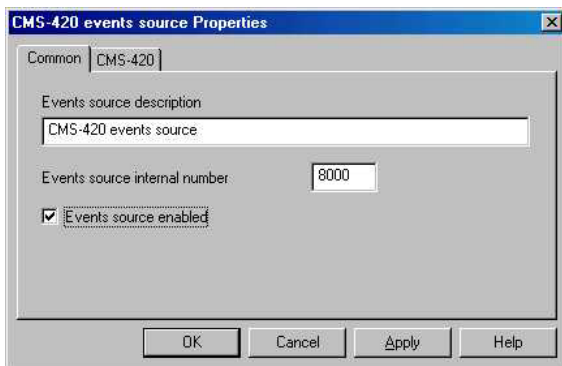 CMS-420 events source Properties
Common CMS-420
Events source description
CMS-420 events source
Events source internal number 8000
Events source enabled
OK Cancel Apply Help